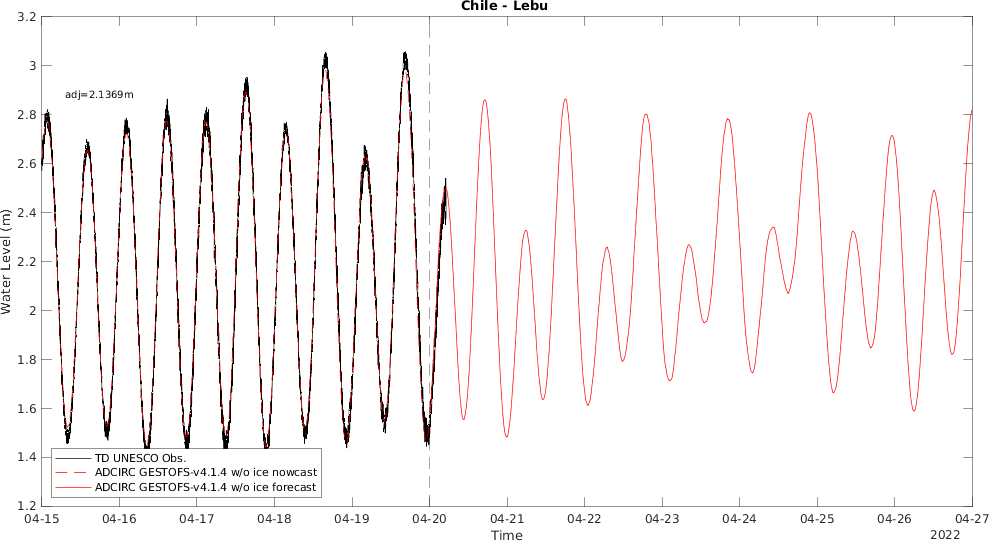 Chile - Lebu
3.2
3
2.8
2.6
2.4
2.2
2
1.8
1.6
1.4
1.2
Water Level (m)
adj=2.1369m
TD UNESCO Obs.
ADCIRC GESTOFS-v4.1.4 w/o ice nowcast
ADCIRC GESTOFS-v4.1.4 w/o ice forecast
04-15 04-16 04-17 04-18 04-19 04-20 04-21 04-22 04-23 04-24 04-25 04-26 04-27
Time
2022